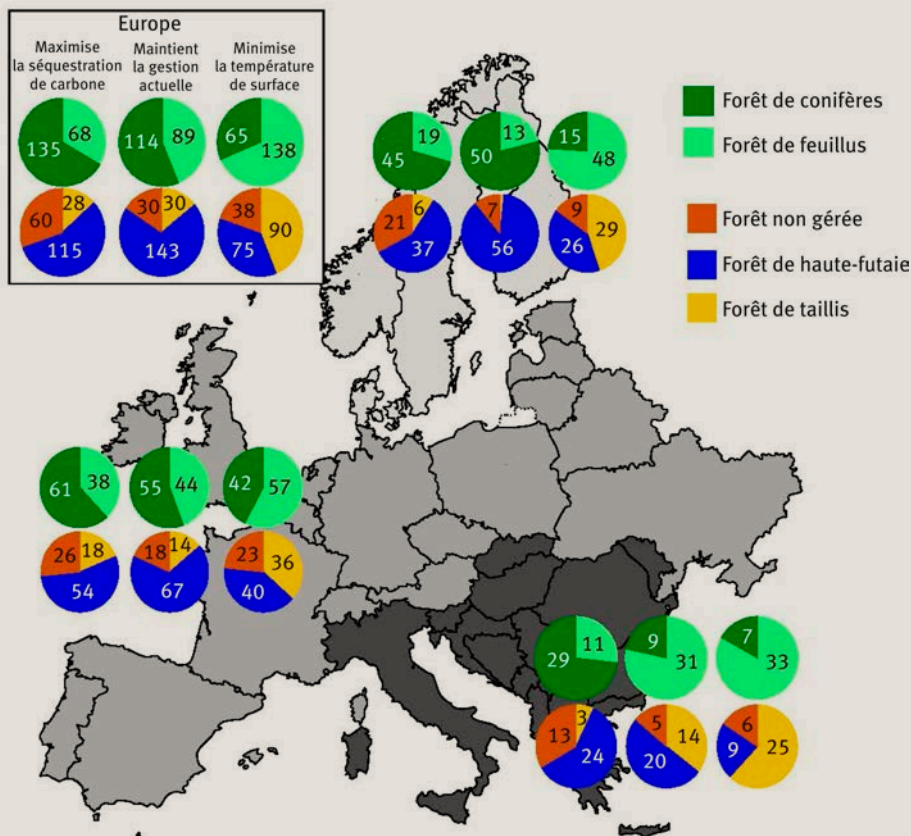 Europe
Maximise
la séquestration
de carbone
Maintient
la gestion
actuelle
Minimise
la température
de surface
135 68
114 89
65 138
60 28 115
30 30 143
38 90 75
Forêt de conifères
Forêt de feuillus
Forêt non gérée
Forêt de haute-futaie
Forêt de taillis
45 19
50 13
15 48
21 6 37
7 56
9 29 26
61 38
55 44
42 57
26 18 54
18 14 67
23 36 40
29 11
9 31
7 33
13 3 24
5 14 20
6 25 9